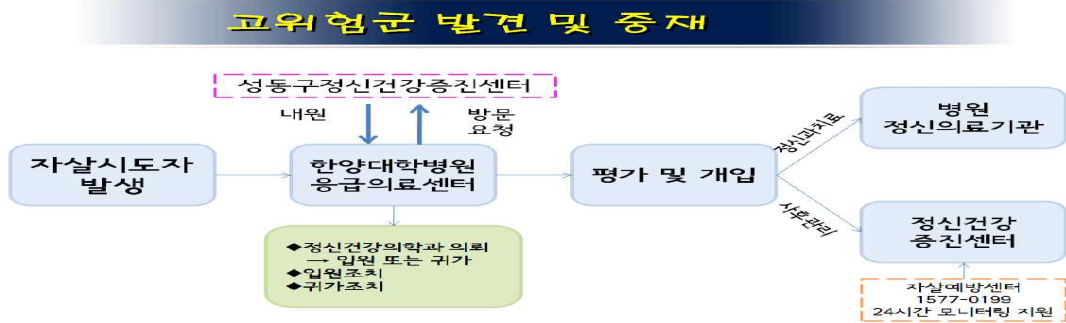 고위험군 발견 및 중재
성동구정신건강증진센터
내원
방문
요청
자살시도자
발생
한양대학병원
응급의료센터
평가 및 개입
정신과치료
사후관리
병원
정신의료기관
정신건강
증진센터
◆정신건강의학과 의뢰
→ 입원 또는 귀가
◆입원조치
◆귀가조치
자살예방센터
1577-0199
24시간 모니터링 지원